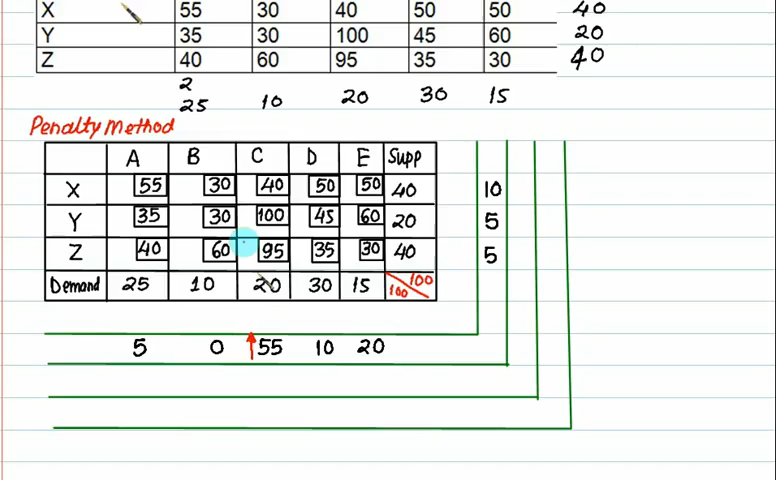 X 55 30 40 50 50 40
Y 35 30 100 45 60 20
Z 40 60 95 35 30 40
2
25 10 20 30 15
Penalty Method
A B C D E Supp
X 55 30 40 50 50 40 10
Y 35 30 100 45 60 20 5
Z 40 60 95 35 30 40 5
Demand 25 10 20 30 15 100/100
5 0 55 10 20